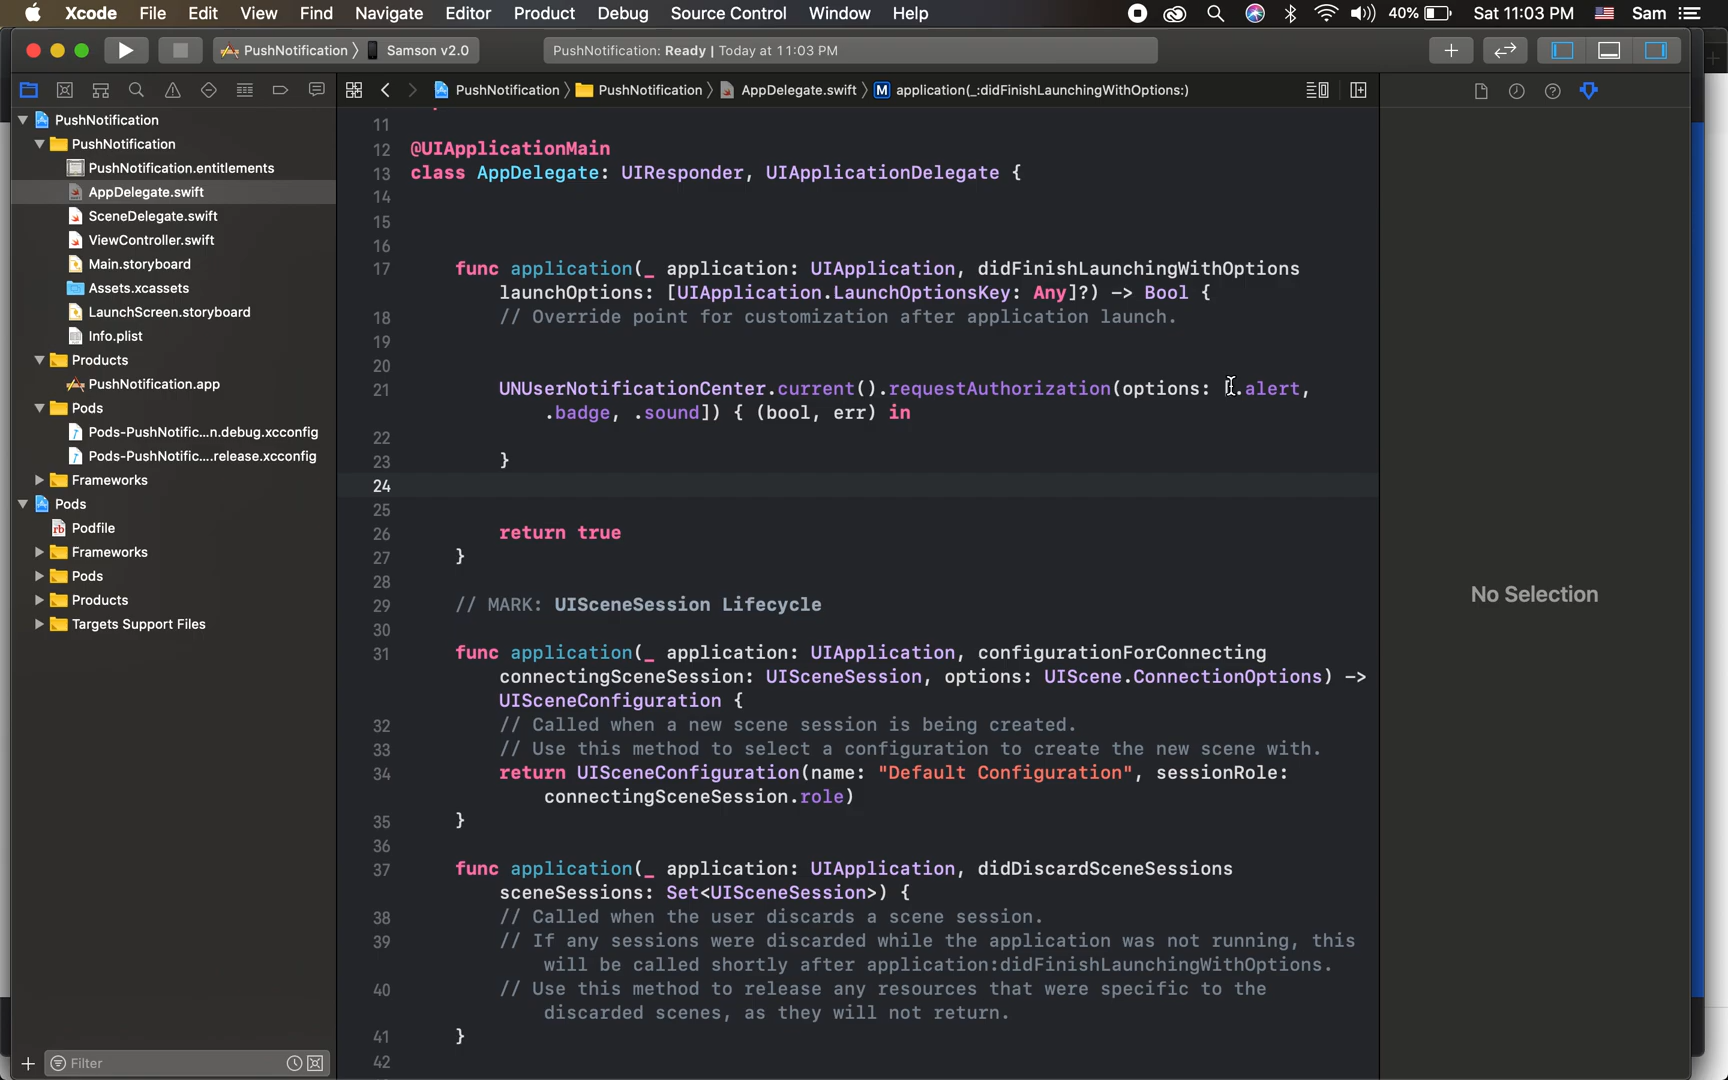 Xcode File Edit View Find Navigate Editor Product Debug Source Control Window Help 40% Sat 11:03 PM Sam
PushNotification Samson v2.0 PushNotification: Ready | Today at 11:03 PM
PushNotification PushNotification AppDelegate.swift M application(_:didFinishLaunchingWithOptions:)
PushNotification
PushNotification
PushNotification.entitlements
AppDelegate.swift
SceneDelegate.swift
ViewController.swift
Main.storyboard
Assets.xcassets
LaunchScreen.storyboard
Info.plist
Products
PushNotification.app
Pods
Pods-PushNotific...n.debug.xcconfig
Pods-PushNotific....release.xcconfig
Frameworks
Pods
Podfile
Frameworks
Pods
Products
Targets Support Files
Filter
11
12 @UIApplicationMain
13 class AppDelegate: UIResponder, UIApplicationDelegate {
14
15
16
17 func application(_ application: UIApplication, didFinishLaunchingWithOptions
launchOptions: [UIApplication.LaunchOptionsKey: Any]?) -> Bool {
18 // Override point for customization after application launch.
19
20
21 UNUserNotificationCenter.current().requestAuthorization(options: [.alert,
.badge, .sound]) { (bool, err) in
22
23 }
24
25
26 return true
27 }
28
29 // MARK: UISceneSession Lifecycle
30
31 func application(_ application: UIApplication, configurationForConnecting
connectingSceneSession: UISceneSession, options: UIScene.ConnectionOptions) ->
UISceneConfiguration {
32 // Called when a new scene session is being created.
33 // Use this method to select a configuration to create the new scene with.
34 return UISceneConfiguration(name: "Default Configuration", sessionRole:
connectingSceneSession.role)
35 }
36
37 func application(_ application: UIApplication, didDiscardSceneSessions
sceneSessions: Set<UISceneSession>) {
38 // Called when the user discards a scene session.
39 // If any sessions were discarded while the application was not running, this
will be called shortly after application:didFinishLaunchingWithOptions.
40 // Use this method to release any resources that were specific to the
discarded scenes, as they will not return.
41 }
42
No Selection